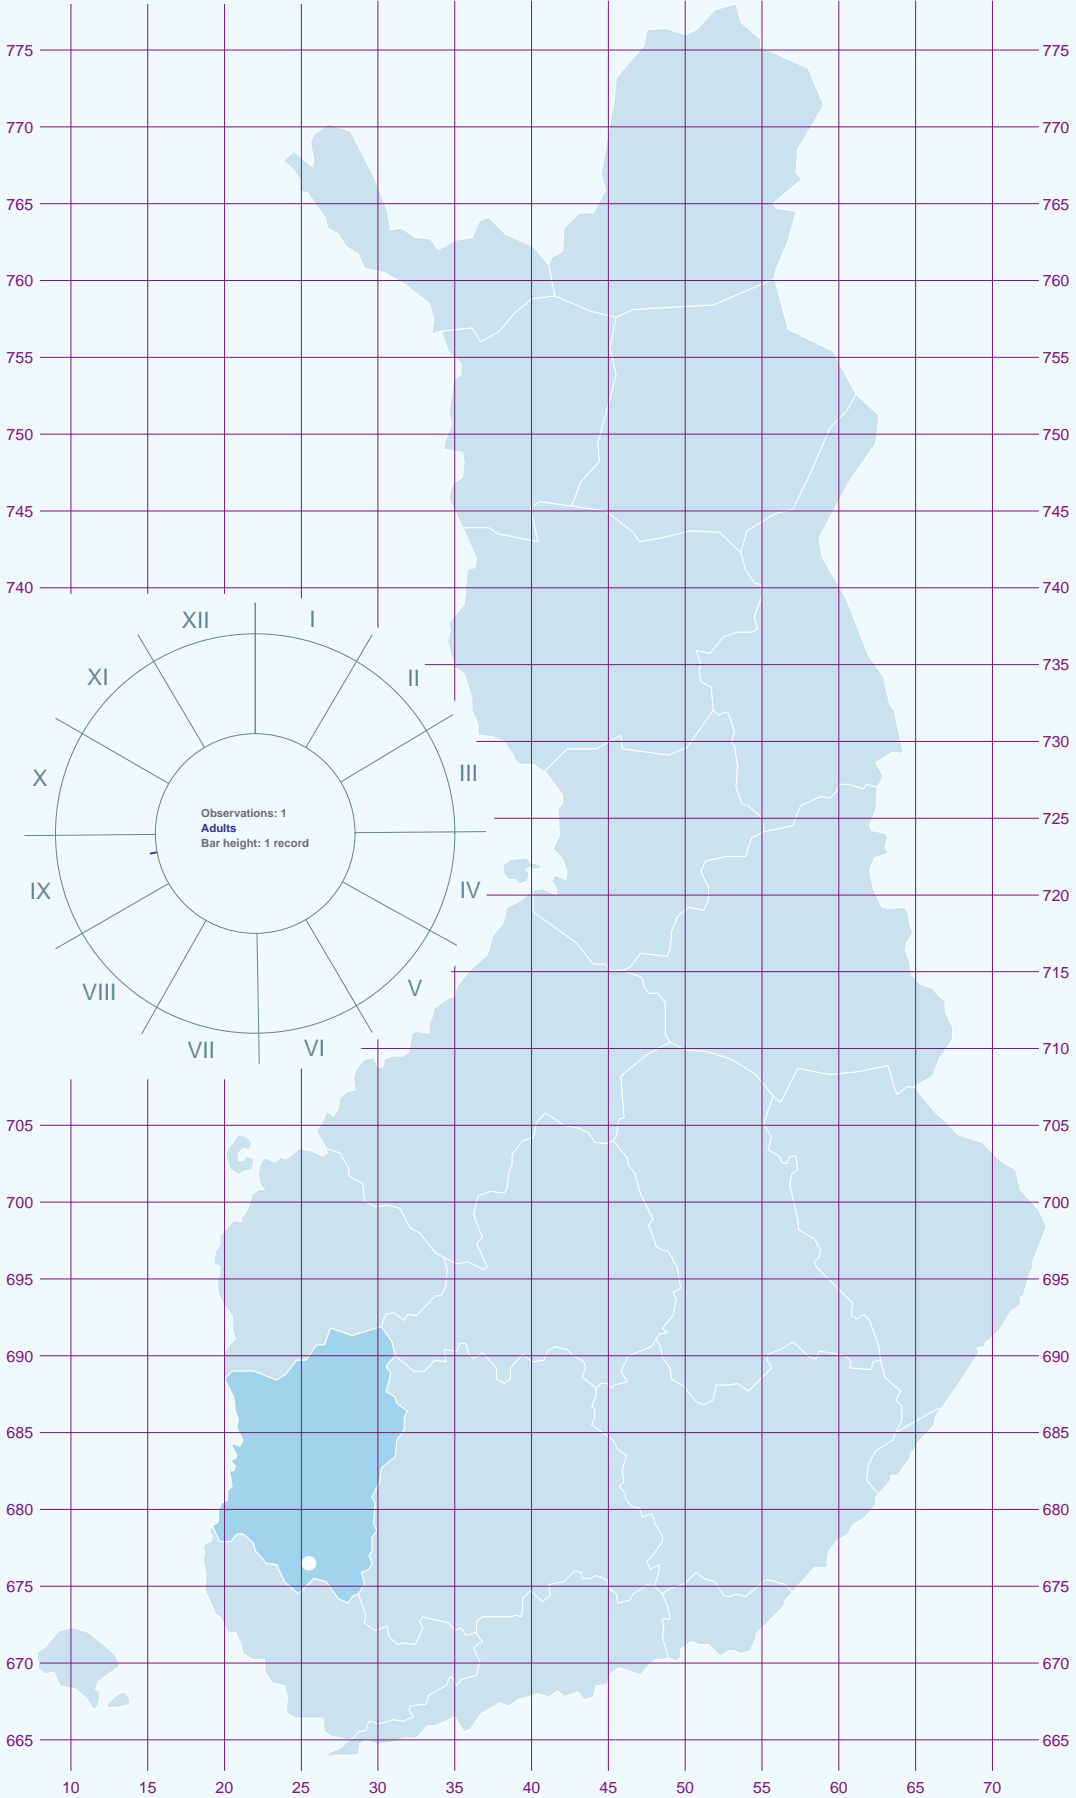 775 775
770 770
765 765
760 760
755 755
750 750
745 745
740 740
XII I
XI II
735
X III
730
Observations: 1
Adults
Bar height: 1 record
725
IX IV
720
VIII V
715
VII VI
710
705 705
700 700
695 695
690 690
685 685
680 680
675 675
670 670
665 665
10 15 20 25 30 35 40 45 50 55 60 65 70